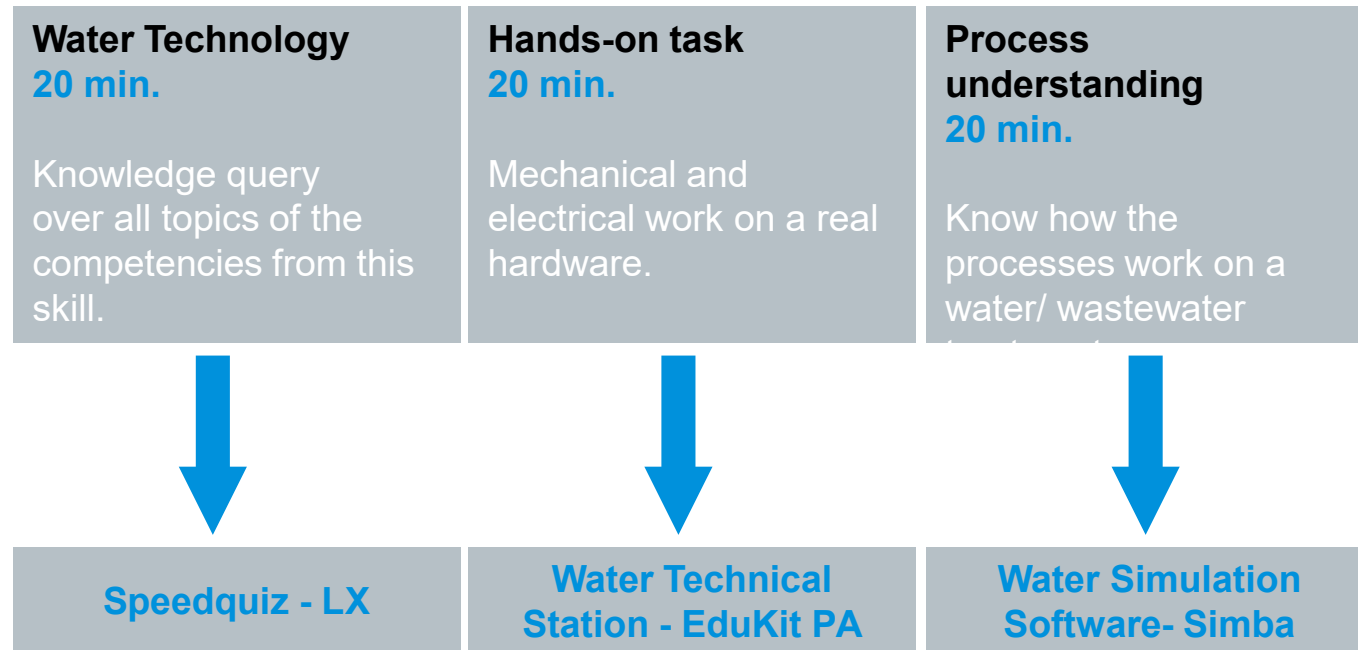 Water Technology
20 min.
Knowledge query
over all topics of the
competencies from this
skill.
Hands-on task
20 min.
Mechanical and
electrical work on a real
hardware.
Process
understanding
20 min.
Know how the
processes work on a
water/ wastewater
Speedquiz - LX
Water Technical
Station - EduKit PA
Water Simulation
Software- Simba